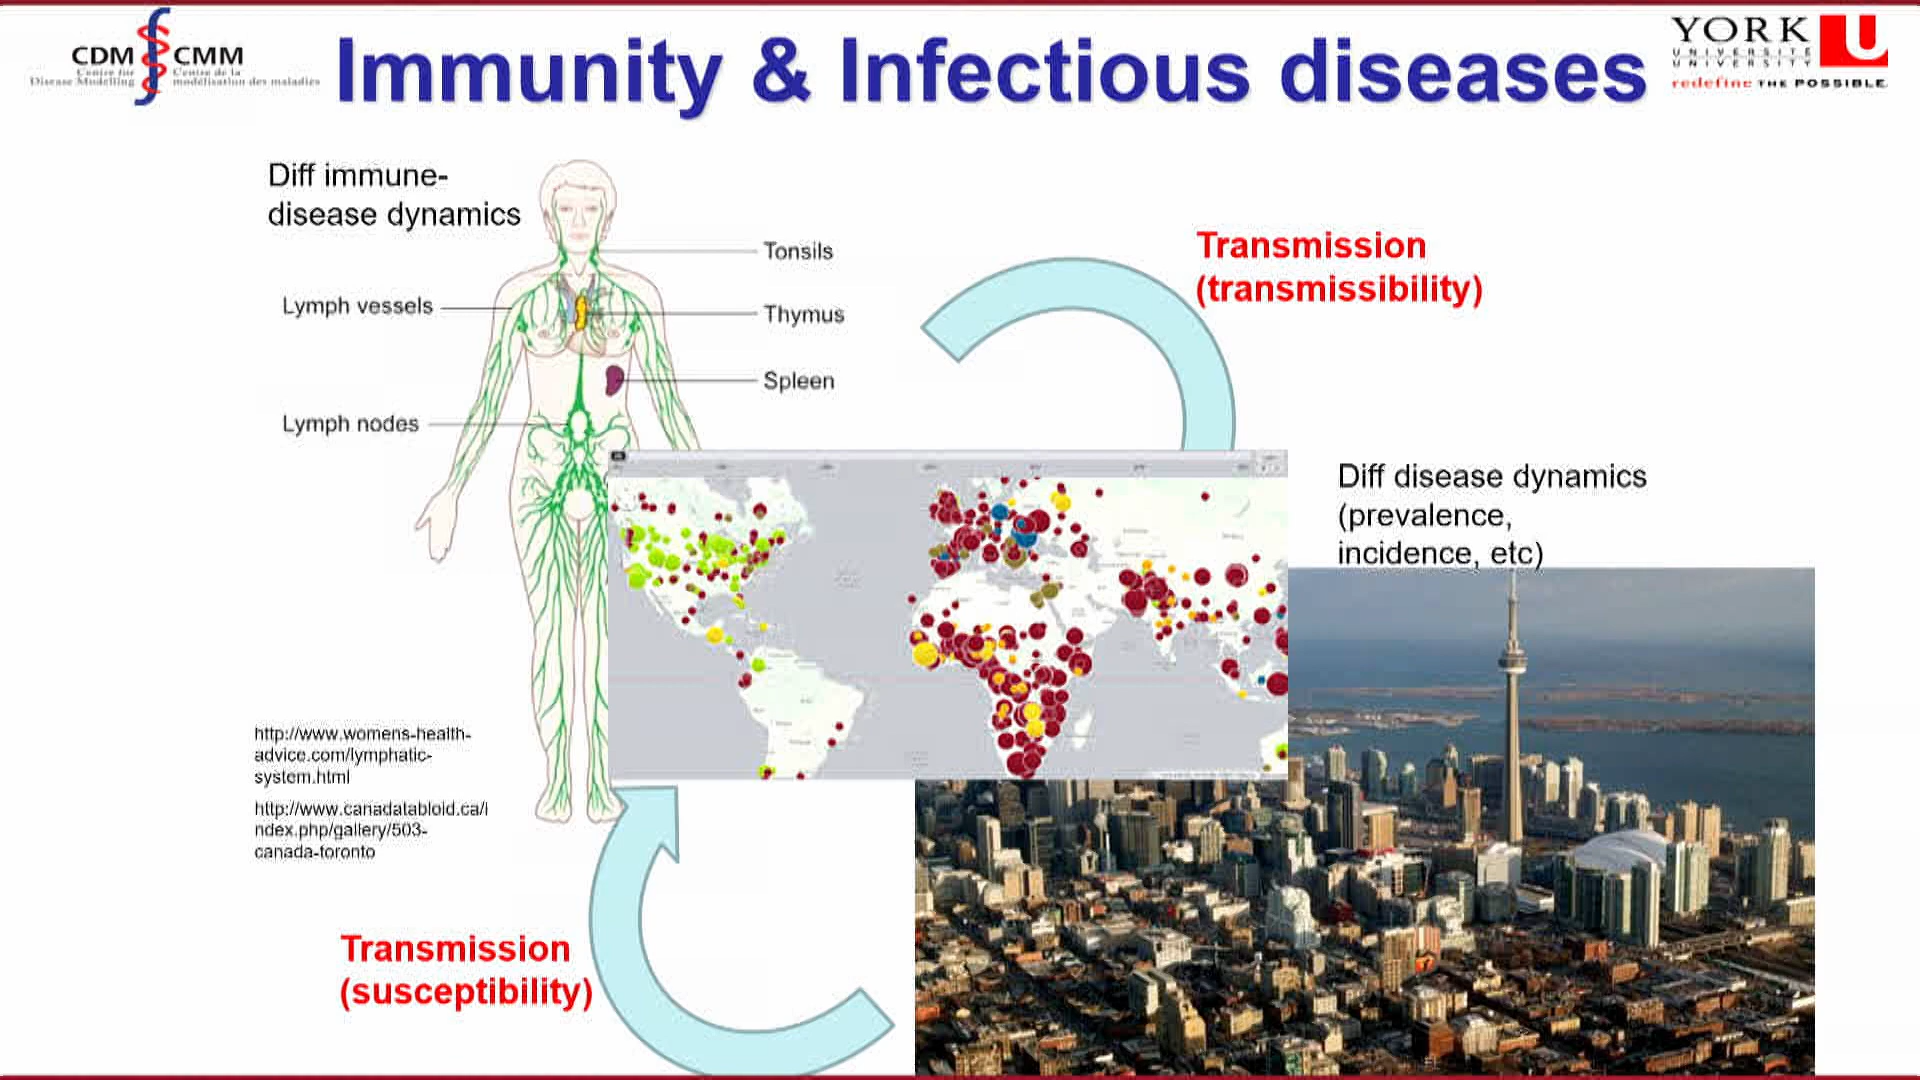 CDM CMM
Centre for Centre de la
Disease Modelling modélisation des maladies
Immunity & Infectious diseases
YORK U
UNIVERSITÉ
UNIVERSITY
redefine THE POSSIBLE.
Diff immune-
disease dynamics
Tonsils
Lymph vessels
Thymus
Spleen
Lymph nodes
Transmission
(transmissibility)
Diff disease dynamics
(prevalence,
incidence, etc)
http://www.womens-health-
advice.com/lymphatic-
system.html
http://www.canadatabloid.ca/i
ndex.php/gallery/503-
canada-toronto
Transmission
(susceptibility)